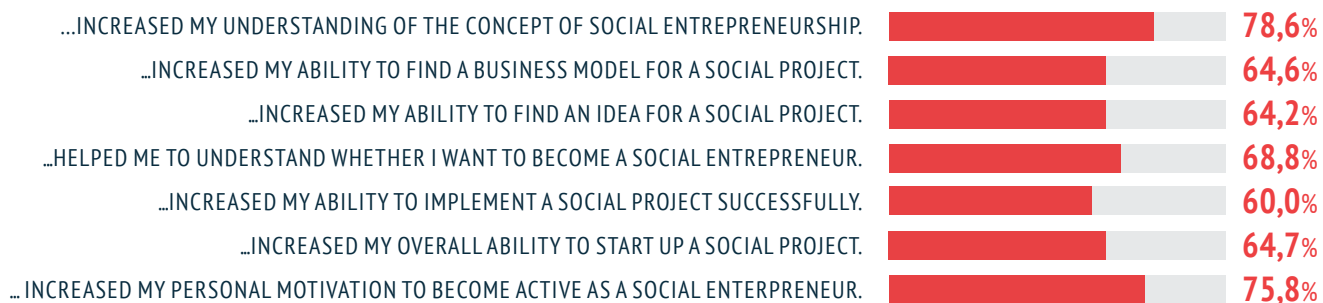 ...INCREASED MY UNDERSTANDING OF THE CONCEPT OF SOCIAL ENTREPRENEURSHIP. 78,6%
...INCREASED MY ABILITY TO FIND A BUSINESS MODEL FOR A SOCIAL PROJECT. 64,6%
...INCREASED MY ABILITY TO FIND AN IDEA FOR A SOCIAL PROJECT. 64,2%
...HELPED ME TO UNDERSTAND WHETHER I WANT TO BECOME A SOCIAL ENTREPRENEUR. 68,8%
...INCREASED MY ABILITY TO IMPLEMENT A SOCIAL PROJECT SUCCESSFULLY. 60,0%
...INCREASED MY OVERALL ABILITY TO START UP A SOCIAL PROJECT. 64,7%
... INCREASED MY PERSONAL MOTIVATION TO BECOME ACTIVE AS A SOCIAL ENTERPRENEUR. 75,8%